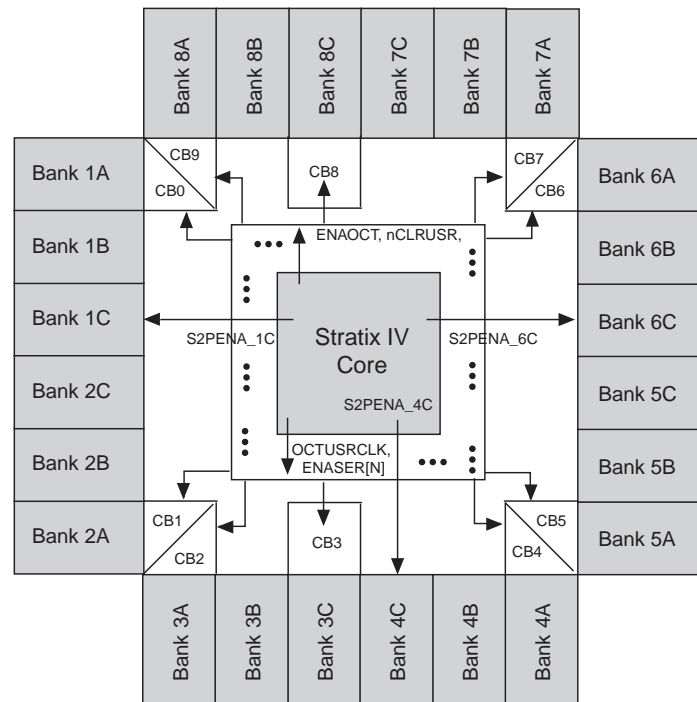 Bank 8A
Bank 8B
Bank 8C
Bank 7C
Bank 7B
Bank 7A
Bank 1A
CB9
CB0
CB8
CB7
CB6
Bank 6A
Bank 1B
ENAOCT, nCLRUSR,
Bank 6B
Bank 1C
S2PENA_1C
Stratix IV
Core
S2PENA_6C
Bank 6C
Bank 2C
S2PENA_4C
Bank 5C
Bank 2B
OCTUSRCLK,
ENASER[N]
Bank 5B
Bank 2A
CB1
CB2
CB3
CB5
CB4
Bank 5A
Bank 3A
Bank 3B
Bank 3C
Bank 4C
Bank 4B
Bank 4A